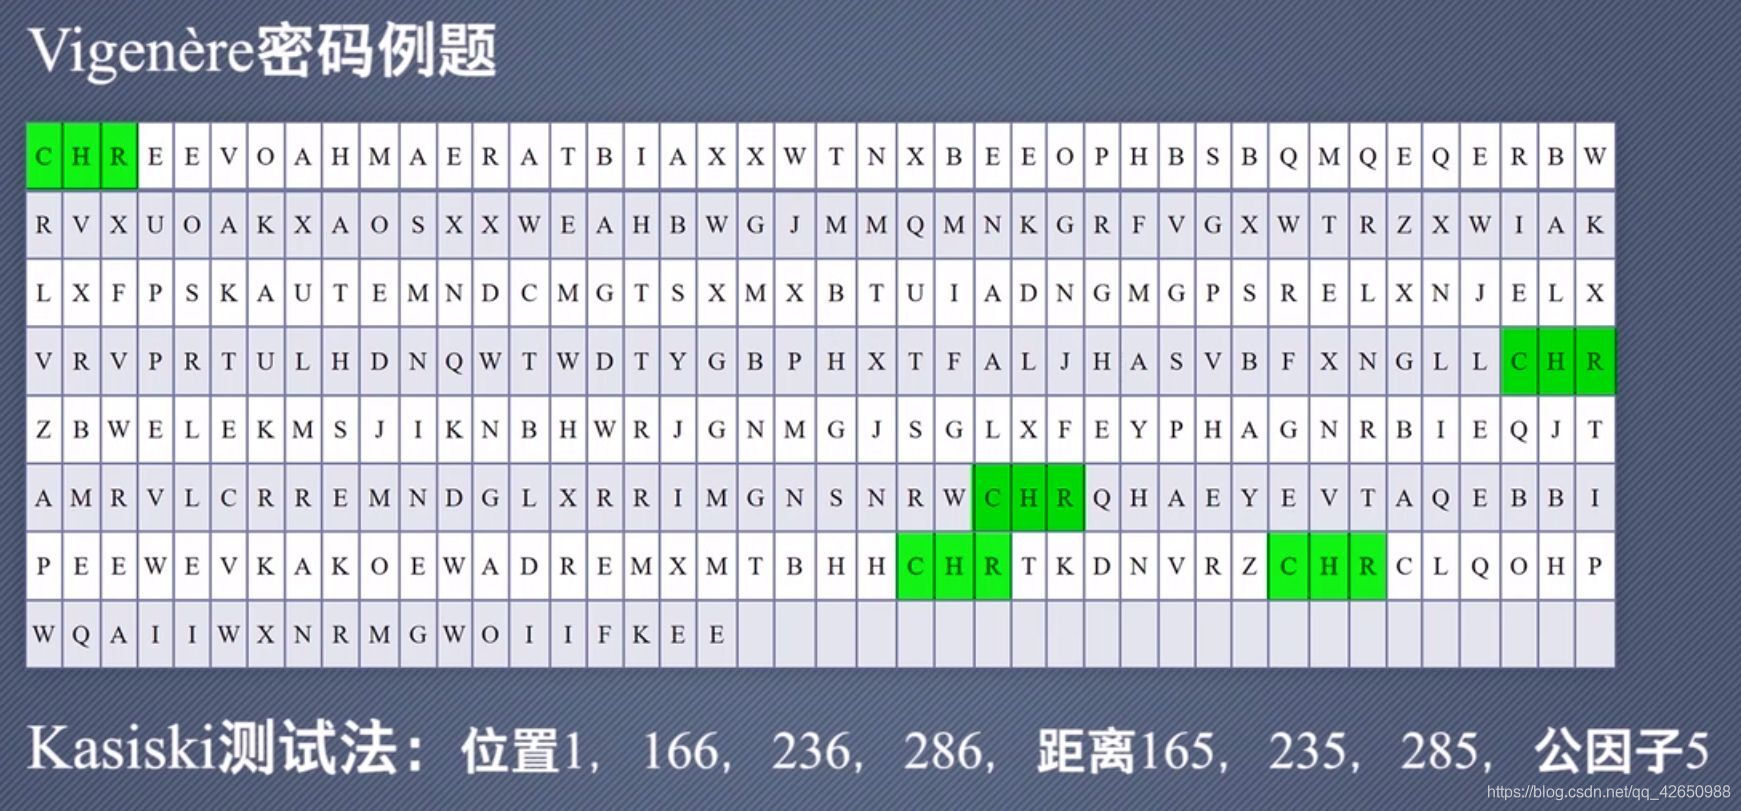 Vigenère密码例题
C H R E E V O A H M A E R A T B I A X X W T N X B E E O P H B S B Q M Q E Q E R B W
R V X U O A K X A O S X X W E A H B W G J M M Q M N K G R F V G X W T R Z X W I A K
L X F P S K A U T E M N D C M G T S X M X B T U I A D N G M G P S R E L X N J E L X
V R V P R T U L H D N Q W T W D T Y G B P H X T F A L J H A S V B F X N G L L C H R
Z B W E L E K M S J I K N B H W R J G N M G J S G L X F E Y P H A G N R B I E Q J T
A M R V L C R R E M N D G L X R R I M G N S N R W C H R Q H A E Y E V T A Q E B B I
P E E W E V K A K O E W A D R E M X M T B H H C H R T K D N V R Z C H R C L Q O H P
W Q A I I W X N R M G W O I I F K E E
Kasiski测试法：位置1，166，236，286，距离165，235，285，公因子5
https://blog.csdn.net/qq_42650988